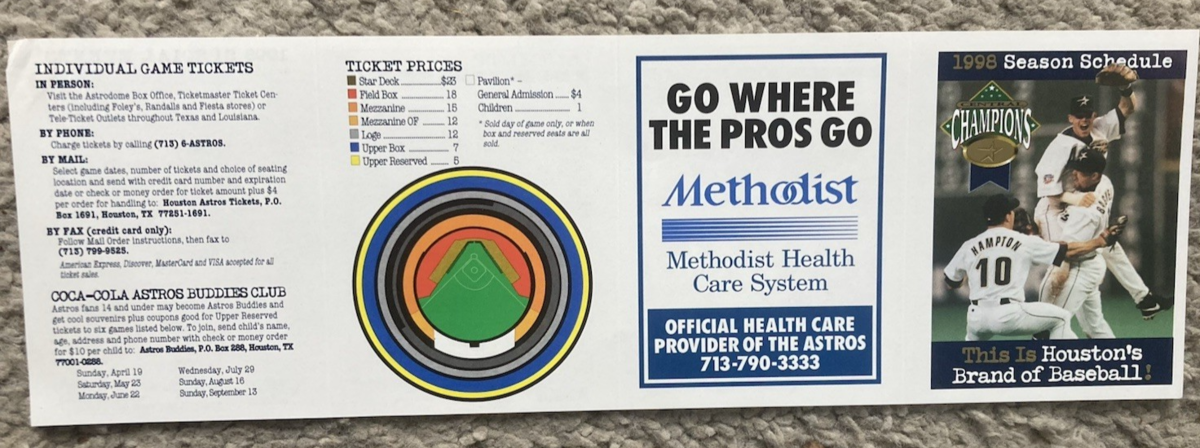 INDIVIDUAL GAME TICKETS
IN PERSON:
Visit the Astrodome Box Office, Ticketmaster Ticket Cen-
ters (including Foley's, Randalls and Fiesta stores) or
Tele-Ticket Outlets throughout Texas and Louisiana.
BY PHONE:
Charge tickets by calling (713) 6-ASTROS.
BY MAIL:
Select game dates, number of tickets and choice of seating
location and send with credit card number and expiration
date or check or money order for ticket amount plus $4
per order for handling to: Houston Astros Tickets, P.O.
Box 1691, Houston, TX 77251-1691.
BY FAX (credit card only):
Follow Mail Order instructions, then fax to
(713) 799-9525.
American Express, Discover, MasterCard and VISA accepted for all
ticket sales.
COCA-COLA ASTROS BUDDIES CLUB
Astros fans 14 and under may become Astros Buddies and
get cool souvenirs plus coupons good for Upper Reserved
tickets to six games listed below. To join, send child's name,
age, address and phone number with check or money order
for $10 per child to: Astros Buddies, P.O. Box 288, Houston, TX
77001-0288.
Sunday, April 19
Saturday, May 23
Monday, June 22
Wednesday, July 29
Sunday, August 16
Sunday, September 13
TICKET PRICES
Star Deck $23
Field Box 18
Mezzanine 15
Mezzanine OF 12
Loge 12
Upper Box 7
Upper Reserved 5
Pavilion* –
General Admission $4
Children 1
* Sold day of game only, or when
box and reserved seats are all
sold.
GO WHERE
THE PROS GO
Methodist
Methodist Health
Care System
OFFICIAL HEALTH CARE
PROVIDER OF THE ASTROS
713-790-3333
1998 Season Schedule
CHAMPIONS
HAMPTON
10
This Is Houston's
Brand of Baseball!